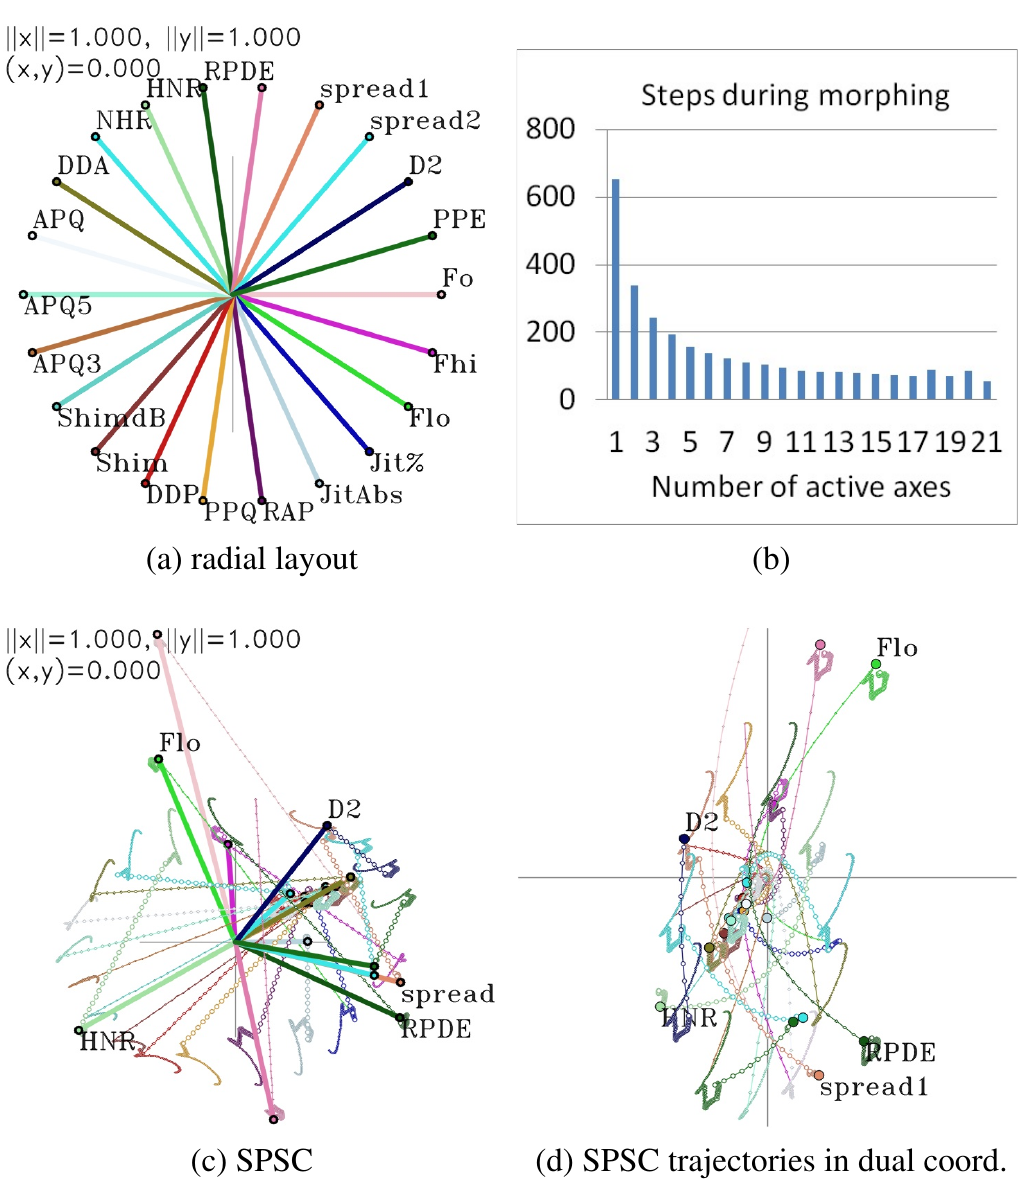 ||x||=1.000, ||y||=1.000
(x,y)=0.000
HNR
RPDE
spread1
NHR
spread2
DDA
D2
APQ
PPE
Fo
APQ5
APQ3
Fhi
ShimdB
Flo
Shim
Jit%
DDP
JitAbs
PPQ
RAP
(a) radial layout
Steps during morphing
800
600
400
200
0
1 3 5 7 9 11 13 15 17 19 21
Number of active axes
(b)
||x||=1.000, ||y||=1.000
(x,y)=0.000
Flo
D2
spread
RPDE
HNR
(c) SPSC
Flo
D2
HNR
RPDE
spread1
(d) SPSC trajectories in dual coord.